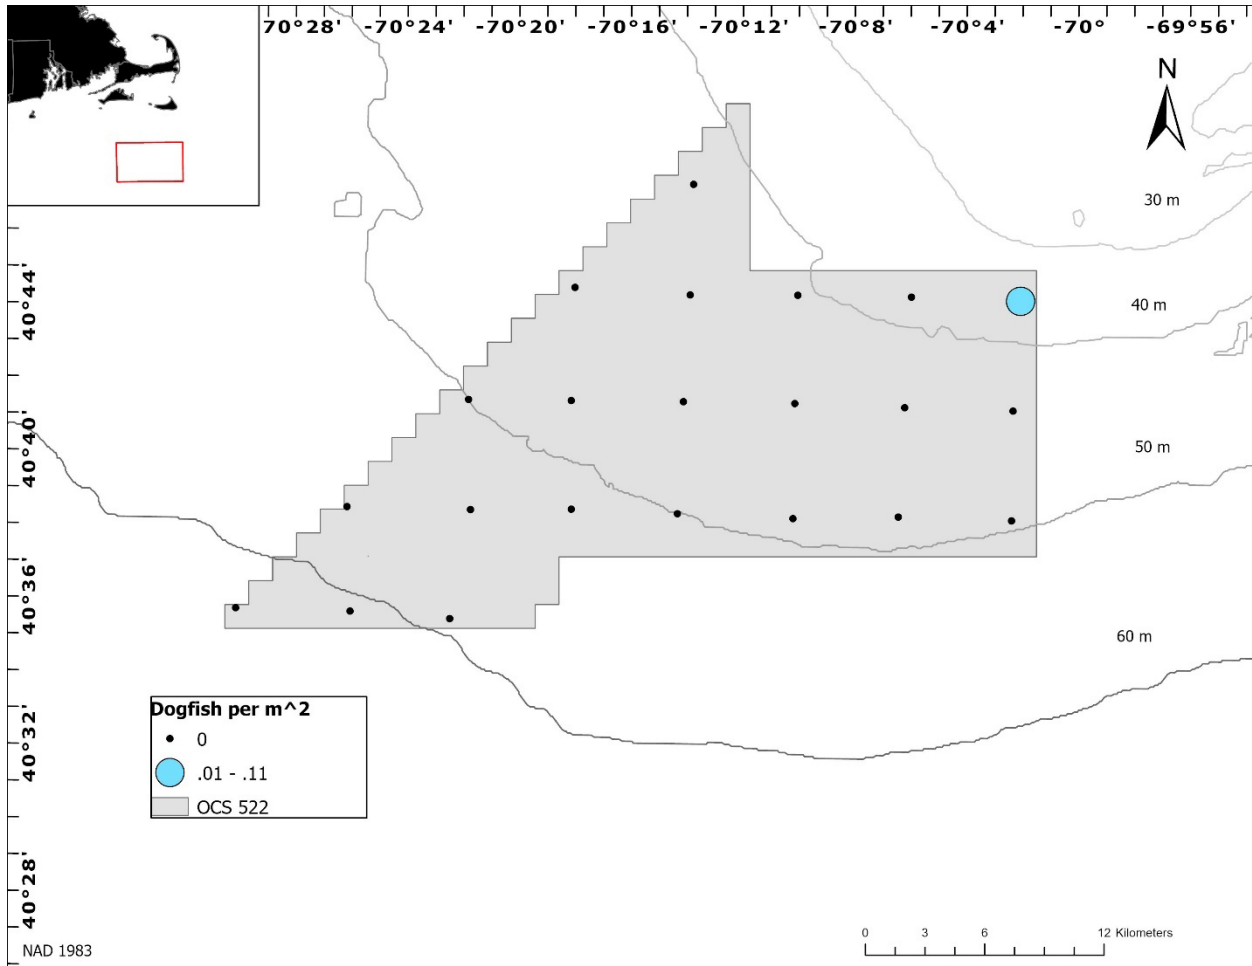 70°28' -70°24' -70°20' -70°16' -70°12' -70°8' -70°4' -70° -69°56'
N
30 m
40°44'
40 m
40°40'
50 m
40°36'
60 m
40°32'
Dogfish per m^2
0
.01 - .11
OCS 522
40°28'
0 3 6 12 Kilometers
NAD 1983